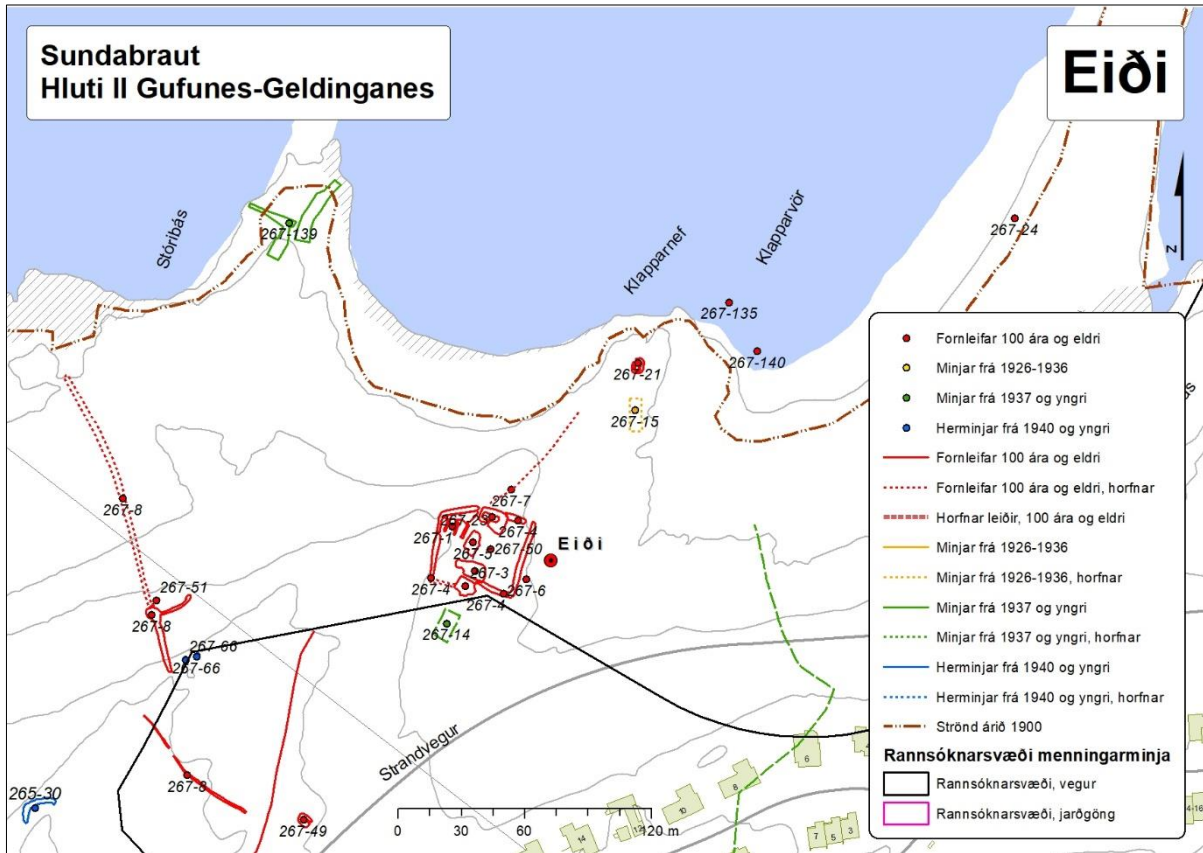 Sundabraut
Hluti II Gufunes-Geldinganes
Eiði
Stóribás
267-139
Klapparnef
Klapparvör
267-24
N
267-135
267-140
267-21
267-15
267-8
267-7
267-23
267-4
267-1
267-50
267-5
Eiði
267-3
267-4
267-6
267-4
267-51
267-8
267-14
267-66
267-66
Strandvegur
267-8
265-30
267-49
0 30 60 120 m
6
8
10
12
14
7 5 3
4-16
Fornleifar 100 ára og eldri
Minjar frá 1926-1936
Minjar frá 1937 og yngri
Herminjar frá 1940 og yngri
Fornleifar 100 ára og eldri
Fornleifar 100 ára og eldri, horfnar
Horfnar leiðir, 100 ára og eldri
Minjar frá 1926-1936
Minjar frá 1926-1936, horfnar
Minjar frá 1937 og yngri
Minjar frá 1937 og yngri, horfnar
Herminjar frá 1940 og yngri
Herminjar frá 1940 og yngri, horfnar
Strönd árið 1900
Rannsóknarsvæði menningarminja
Rannsóknarsvæði, vegur
Rannsóknarsvæði, jarðgöng